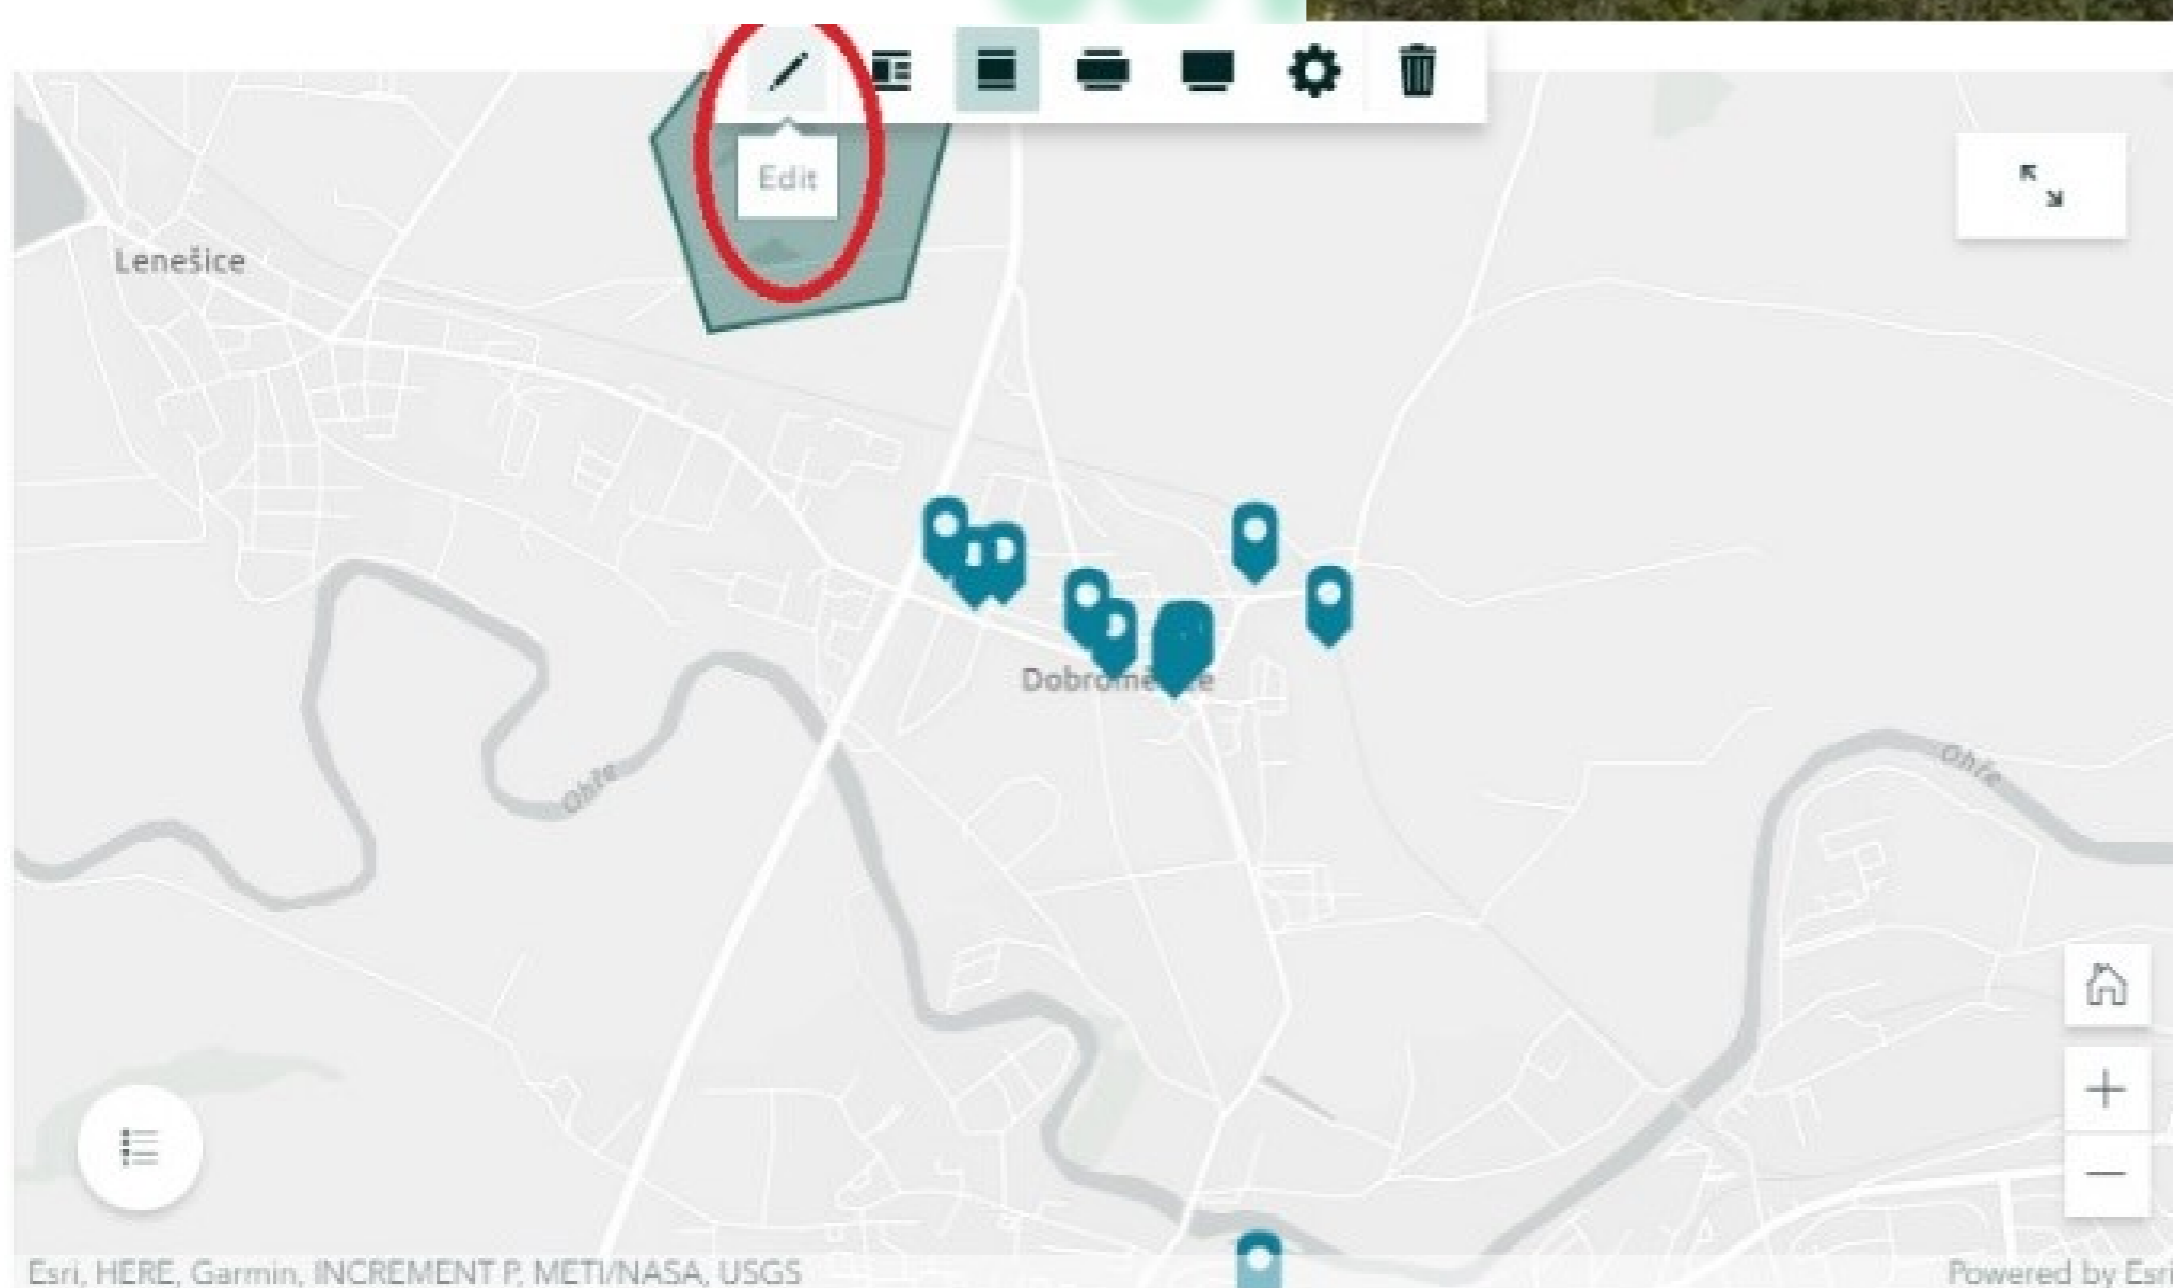 Edit
Lenešice
Ohře
Ohře
Esri, HERE, Garmin, INCREMENT P, METI/NASA, USGS
Powered by Esri